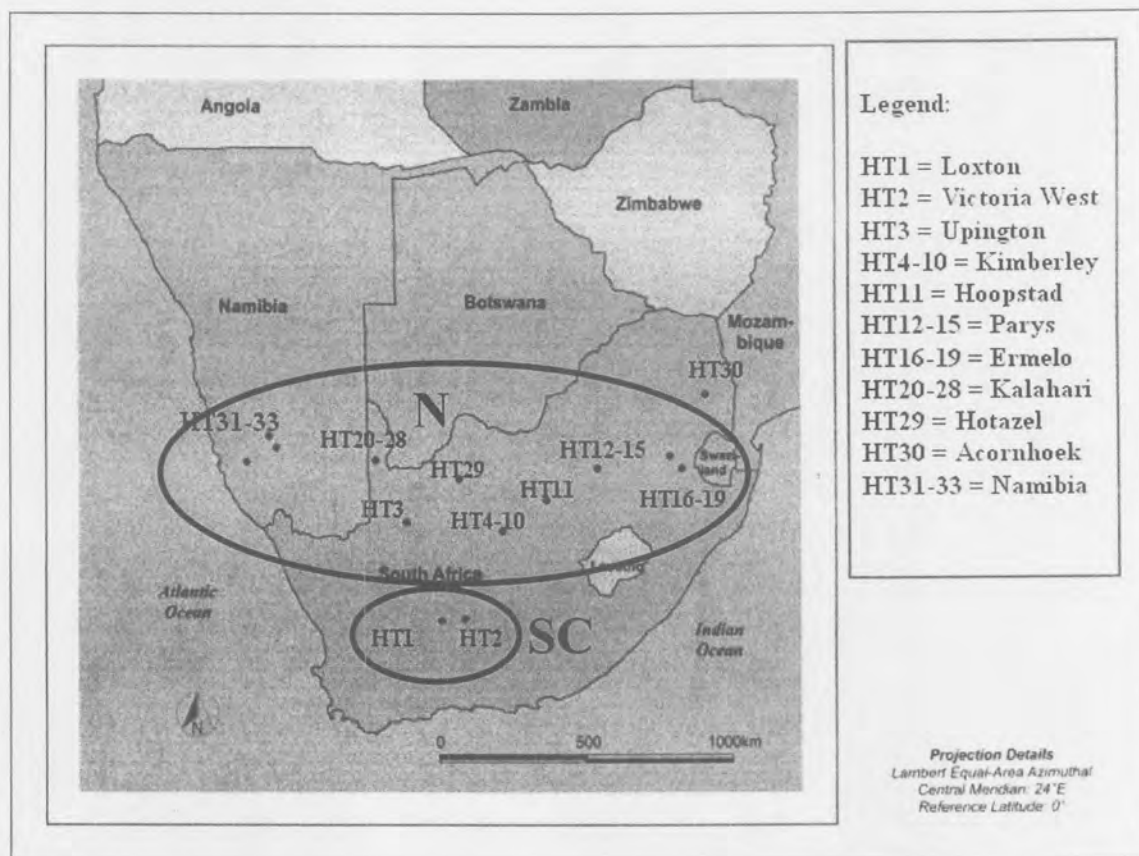 Angola
Zambia
Zimbabwe
Namibia
Botswana
Mozam-
bique
HT30
N
HT31-33
HT20-28
HT12-15
Swazi-
land
HT29
HT11
HT16-19
HT3
HT4-10
South Africa
Atlantic
Ocean
HT1
HT2
SC
Indian
Ocean
N
0
500
1000km
Legend:
HT1 = Loxton
HT2 = Victoria West
HT3 = Upington
HT4-10 = Kimberley
HT11 = Hoopstad
HT12-15 = Parys
HT16-19 = Ermelo
HT20-28 = Kalahari
HT29 = Hotazel
HT30 = Acornhoek
HT31-33 = Namibia
Projection Details
Lambert Equal-Area Azimuthal
Central Meridian: 24°E
Reference Latitude: 0°